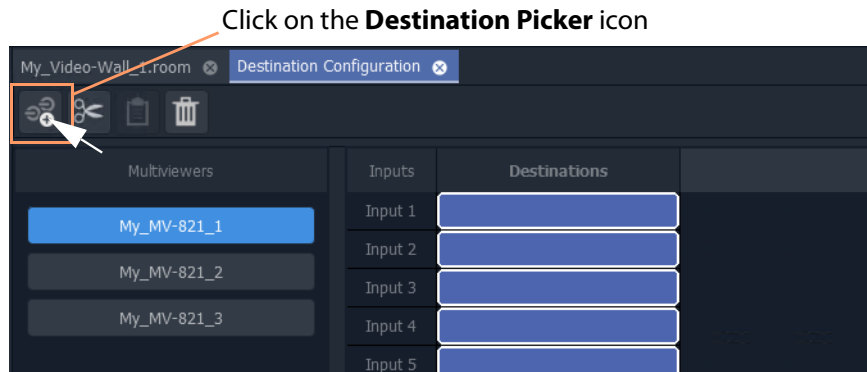 Click on the Destination Picker icon
My_Video-Wall_1.room Destination Configuration
Multiviewers Inputs Destinations
My_MV-821_1
My_MV-821_2
My_MV-821_3
Input 1
Input 2
Input 3
Input 4
Input 5